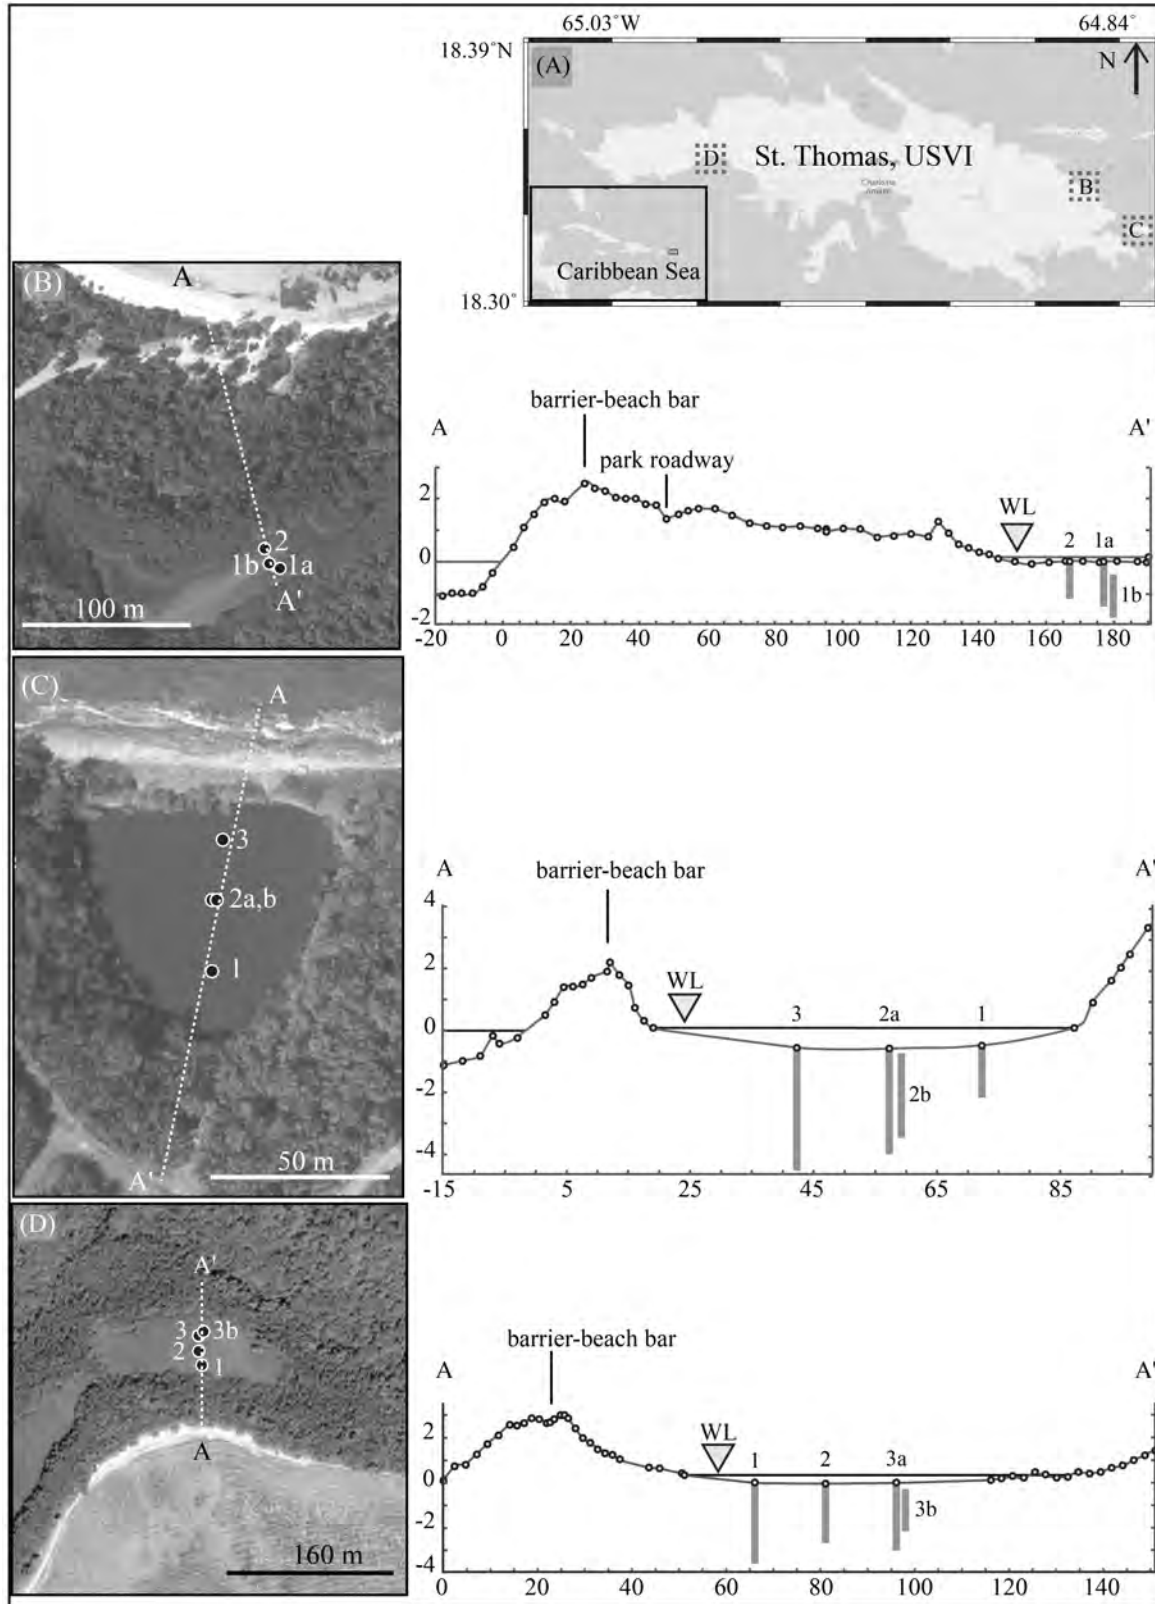 65.03°W 64.84°
18.39°N
(A)
N
St. Thomas, USVI
D
B
C
Caribbean Sea
18.30°
(B)
A
2
1b
1a
A'
100 m
barrier-beach bar
park roadway
A
A'
WL
2
1a
1b
2
0
-2
-20 0 20 40 60 80 100 120 140 160 180
(C)
A
3
2a,b
1
A'
50 m
barrier-beach bar
A
A'
WL
3
2a
1
2b
4
2
0
-2
-4
-15 5 25 45 65 85
(D)
A'
3
3b
2
1
A
160 m
barrier-beach bar
A
A'
WL
1
2
3a
3b
2
0
-2
-4
0 20 40 60 80 100 120 140